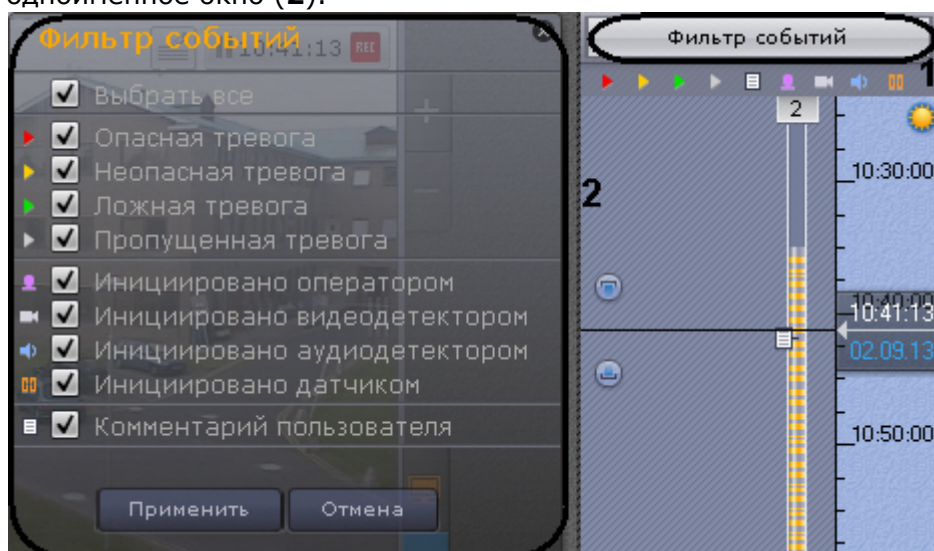 одноименное окно (2).
Фильтр событий
10:41:13 REC
Выбрать все
Опасная тревога
Неопасная тревога
Ложная тревога
Пропущенная тревога
Инициировано оператором
Инициировано видеодетектором
Инициировано аудиодетектором
Инициировано датчиком
Комментарий пользователя
Применить Отмена
Фильтр событий
1
2
2
10:30:00
10:40:00
10:41:13
02.09.13
10:50:00